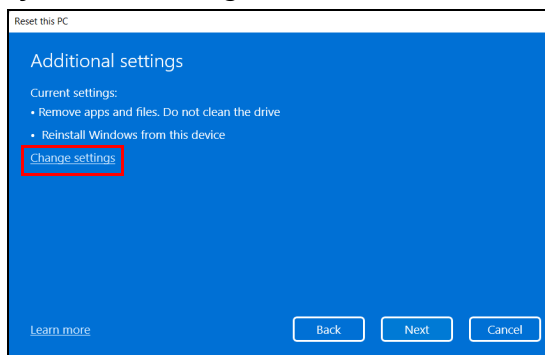 Reset this PC
Additional settings
Current settings:
• Remove apps and files. Do not clean the drive
• Reinstall Windows from this device
Change settings
Learn more
Back
Next
Cancel